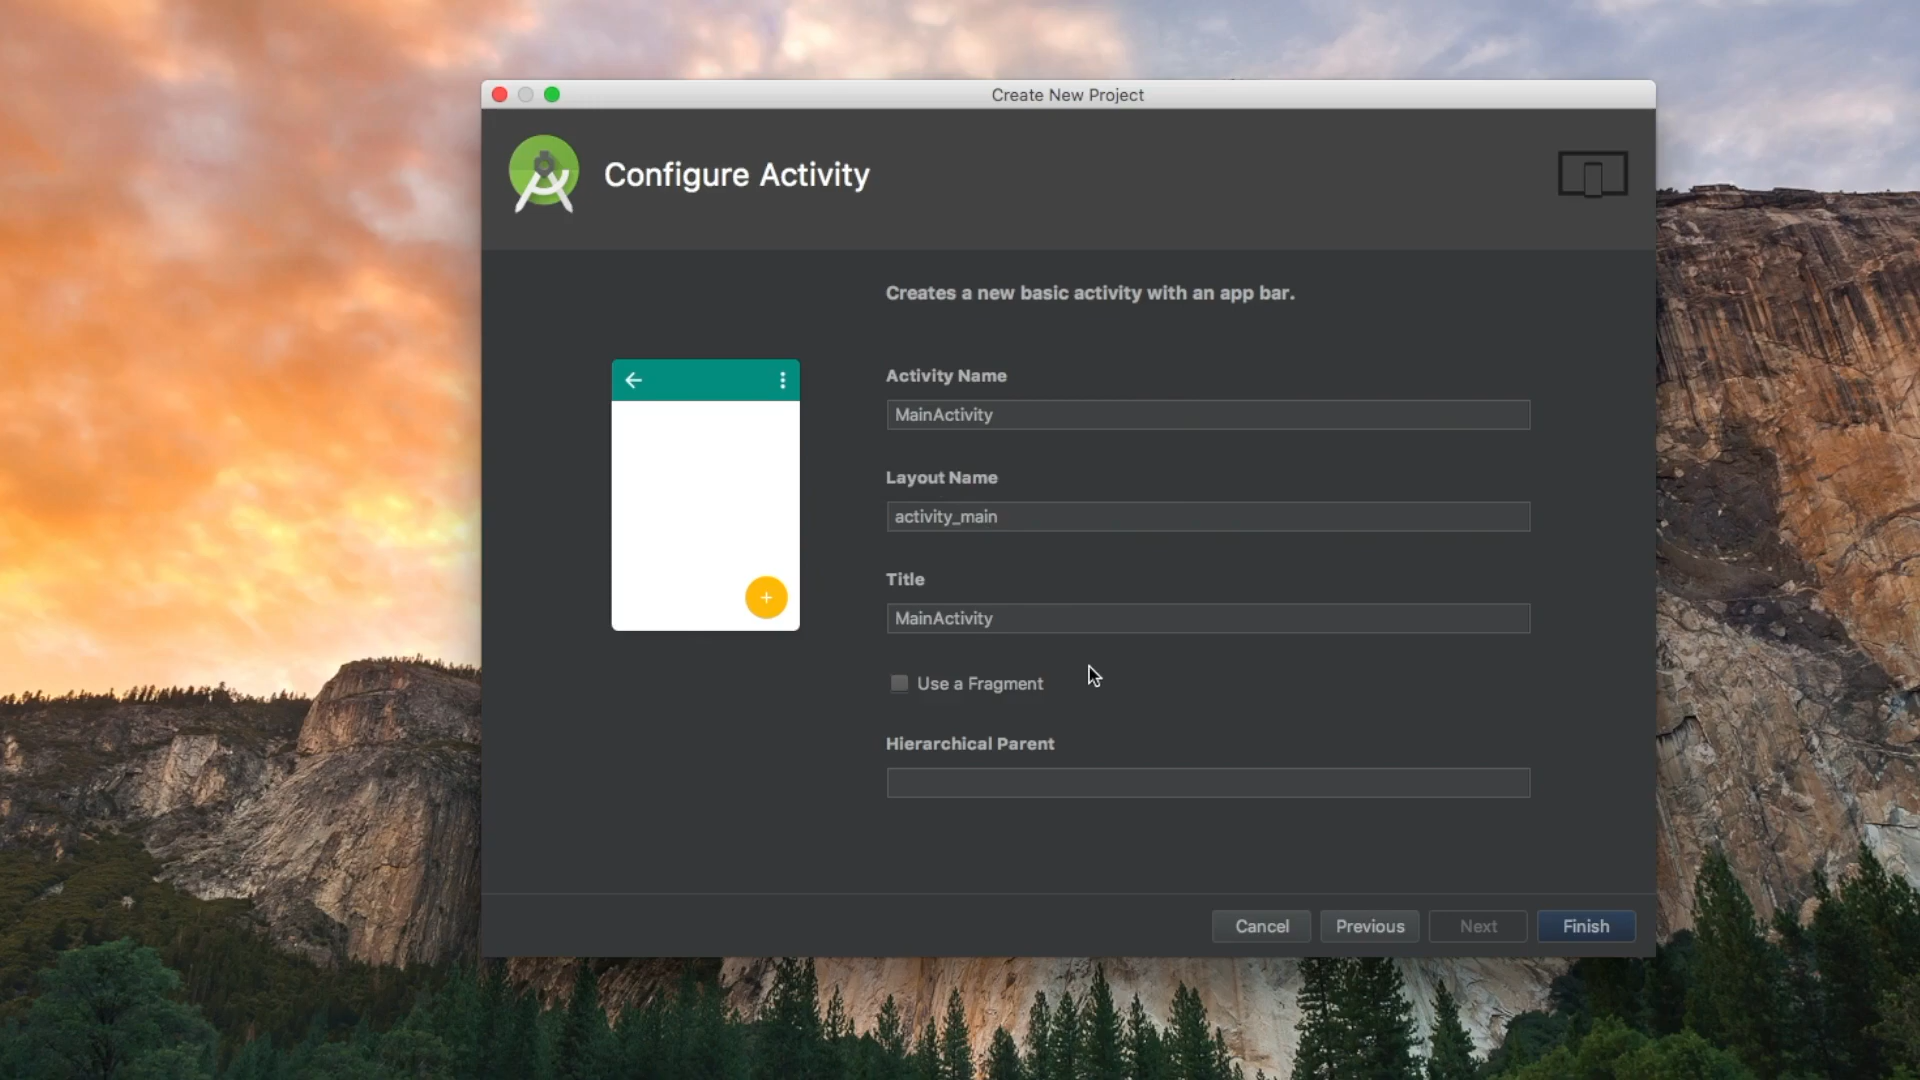 Create New Project
Configure Activity
Creates a new basic activity with an app bar.
Activity Name
MainActivity
Layout Name
activity_main
Title
MainActivity
Use a Fragment
Hierarchical Parent
Cancel
Previous
Next
Finish